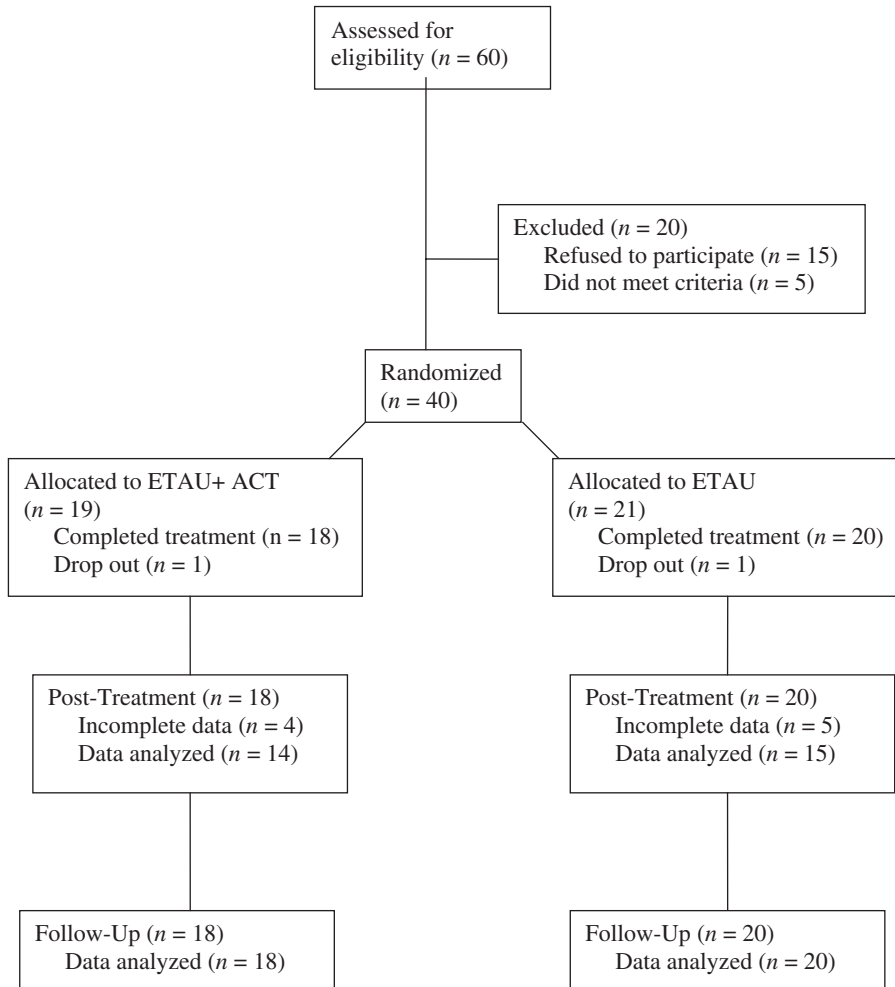 Assessed for
eligibility (n = 60)
Excluded (n = 20)
Refused to participate (n = 15)
Did not meet criteria (n = 5)
Randomized
(n = 40)
Allocated to ETAU+ ACT
(n = 19)
Completed treatment (n = 18)
Drop out (n = 1)
Allocated to ETAU
(n = 21)
Completed treatment (n = 20)
Drop out (n = 1)
Post-Treatment (n = 18)
Incomplete data (n = 4)
Data analyzed (n = 14)
Post-Treatment (n = 20)
Incomplete data (n = 5)
Data analyzed (n = 15)
Follow-Up (n = 18)
Data analyzed (n = 18)
Follow-Up (n = 20)
Data analyzed (n = 20)